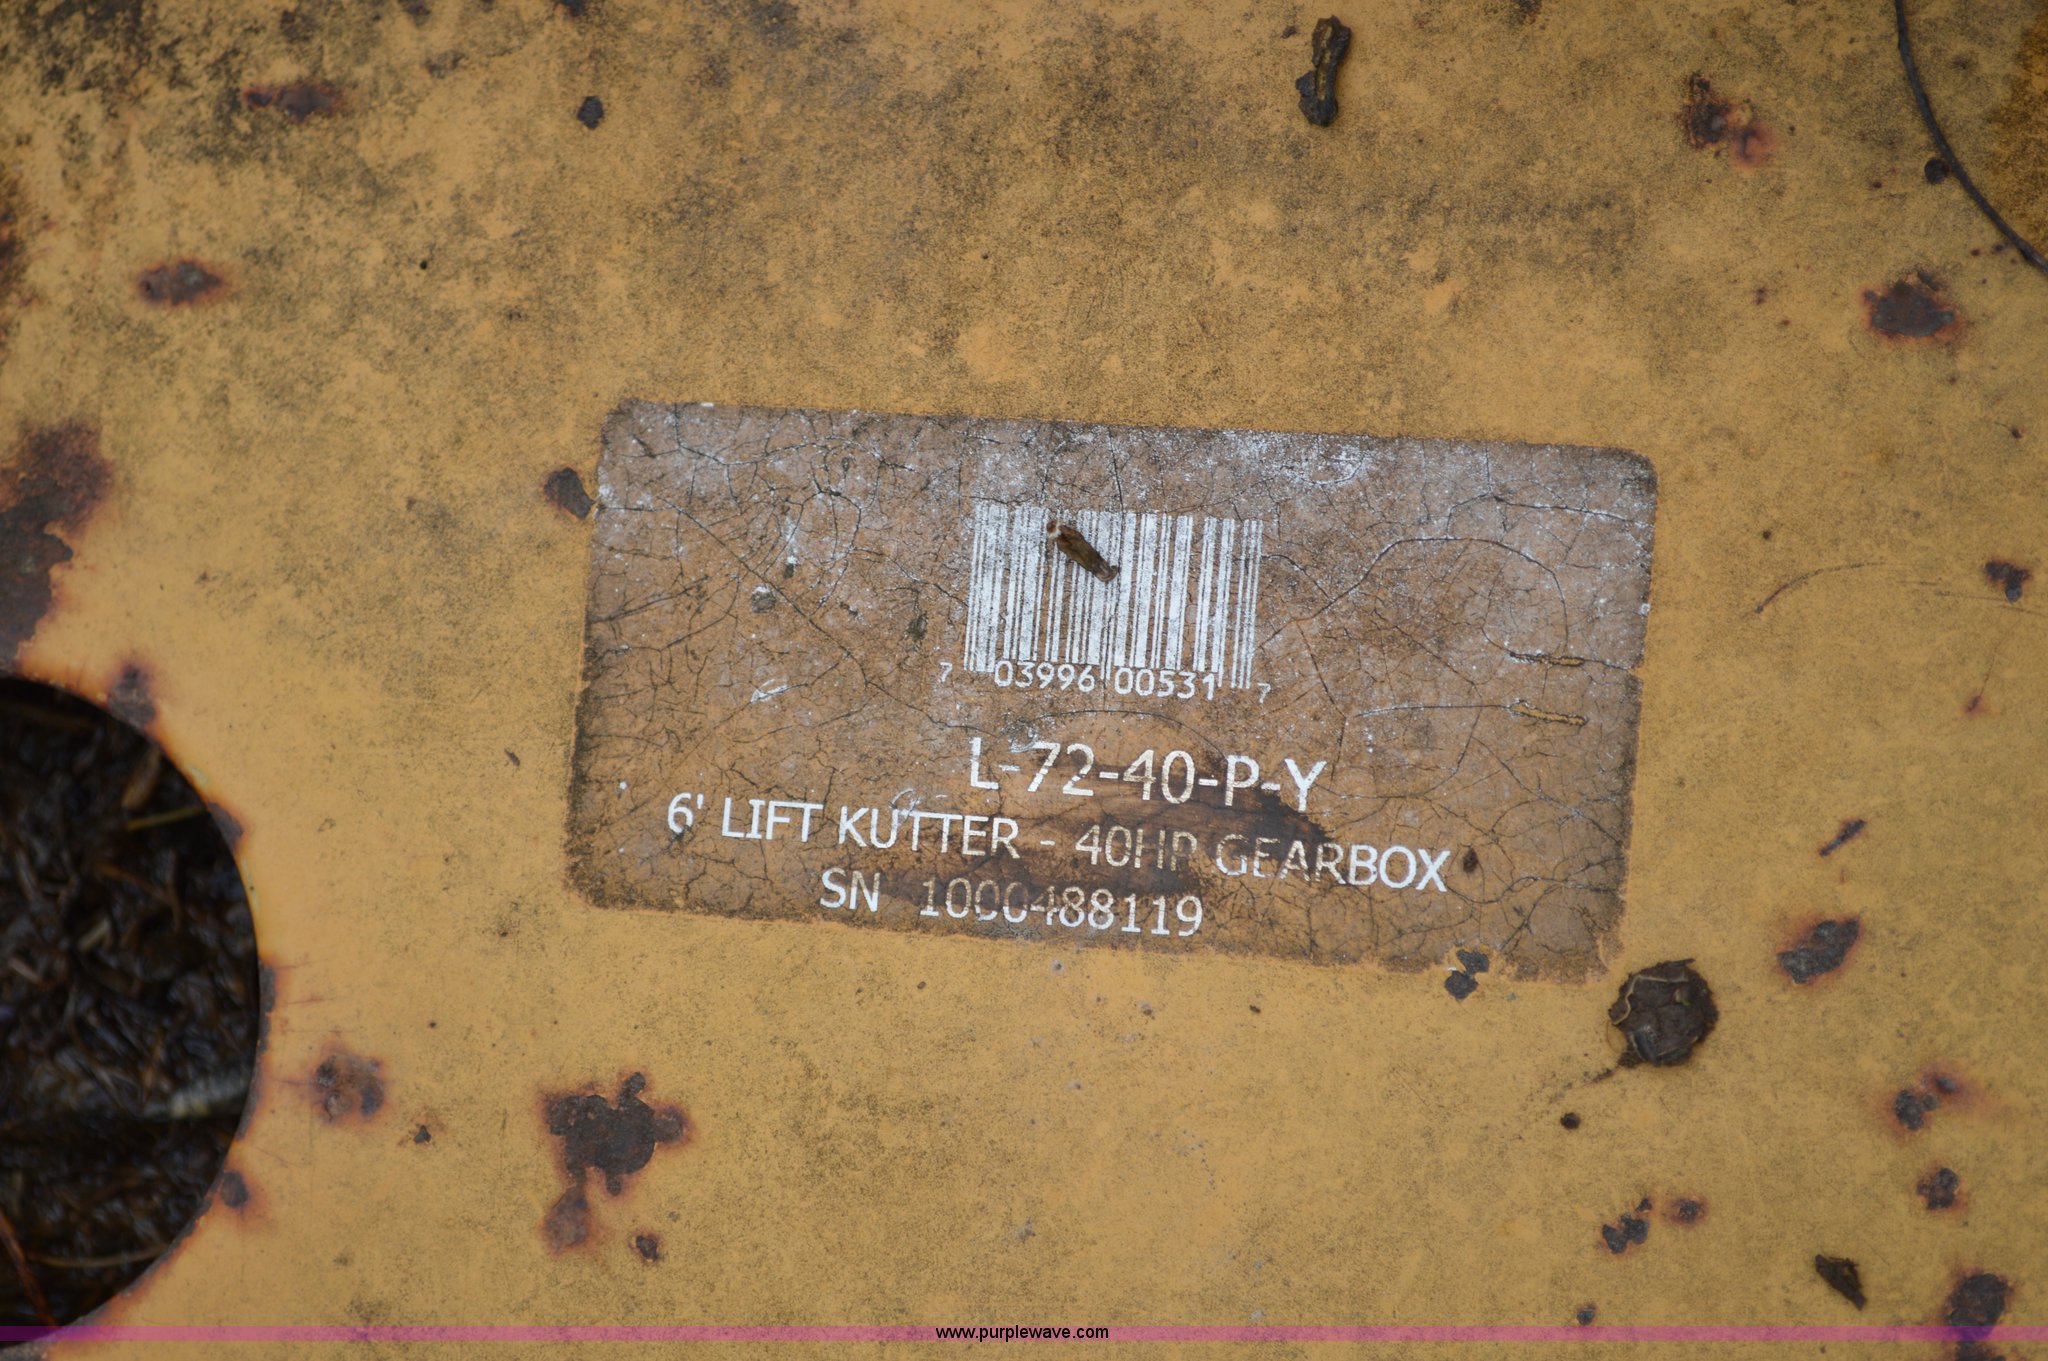 7 03996 00531 7
L-72-40-P-Y
6' LIFT KUTTER - 40HP GEARBOX
SN 1000488119
www.purplewave.com